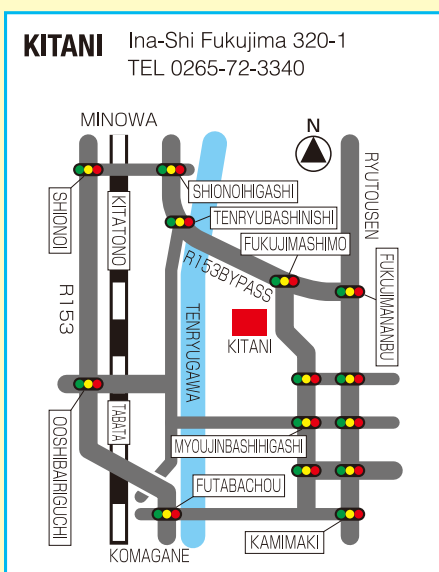 KITANI
Ina-Shi Fukujima 320-1
TEL 0265-72-3340
MINOWA
N
SHIONOI
KITATONO
SHIONOIHIGASHI
TENRYUBASHINISHI
FUKUJIMASHIMO
RYUTOUSEN
R153BYPASS
FUKUJIMANANBU
R153
TENRYUGAWA
KITANI
OOSHIBAIRIGUCHI
TABATA
MYOUJINBASHIHIGASHI
FUTABACHOU
KAMIMAKI
KOMAGANE